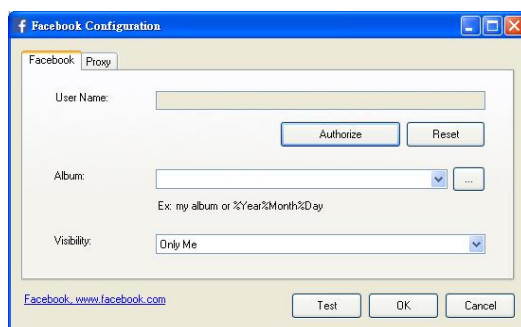 Facebook Configuration
Facebook Proxy
User Name:
Authorize Reset
Album:
...
Ex: my album or %Year%Month%Day
Visibility: Only Me
Facebook, www.facebook.com Test OK Cancel